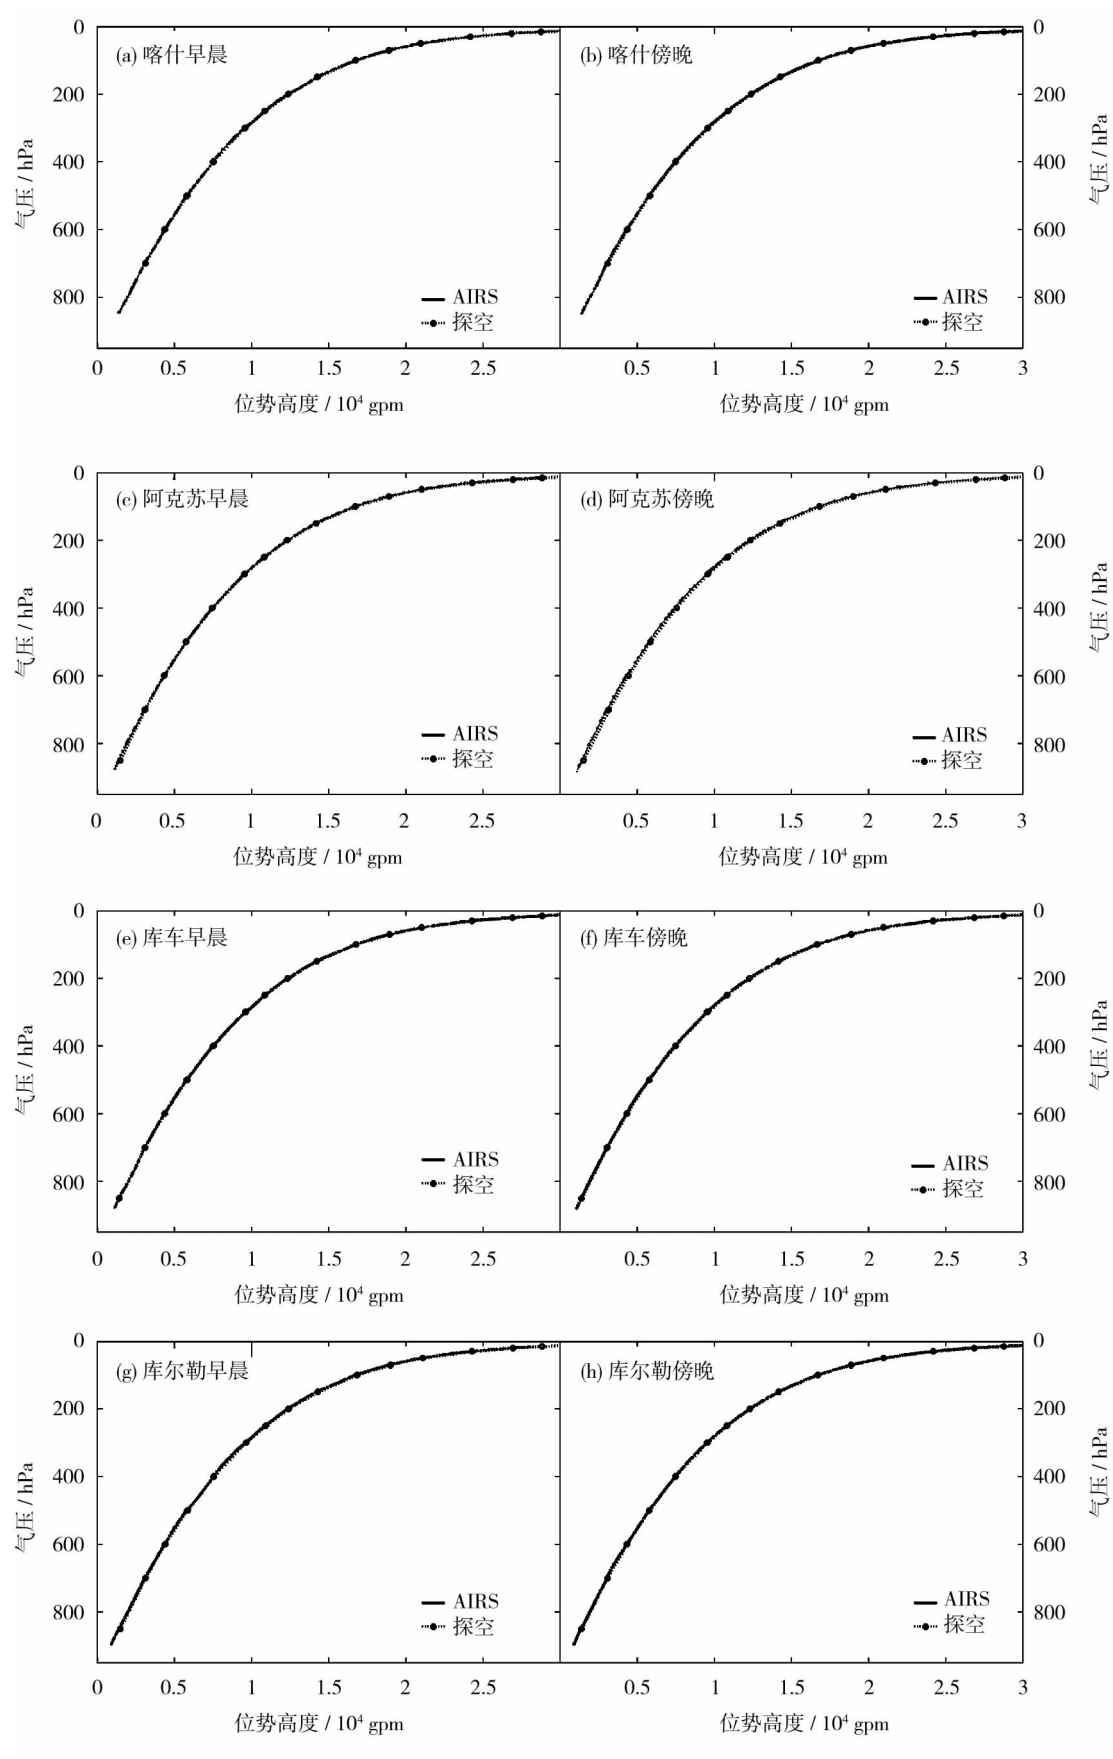 (a) 喀什早晨
(b) 喀什傍晚
0
200
400
600
800
气压 / hPa
AIRS
探空
AIRS
探空
0
200
400
600
800
气压 / hPa
0 0.5 1 1.5 2 2.5
0.5 1 1.5 2 2.5 3
位势高度 / 10⁴ gpm
位势高度 / 10⁴ gpm
(c) 阿克苏早晨
(d) 阿克苏傍晚
0
200
400
600
800
气压 / hPa
AIRS
探空
AIRS
探空
0
200
400
600
800
气压 / hPa
0 0.5 1 1.5 2 2.5
0.5 1 1.5 2 2.5 3
位势高度 / 10⁴ gpm
位势高度 / 10⁴ gpm
(e) 库车早晨
(f) 库车傍晚
0
200
400
600
800
气压 / hPa
AIRS
探空
AIRS
探空
0
200
400
600
800
气压 / hPa
0 0.5 1 1.5 2 2.5
0.5 1 1.5 2 2.5 3
位势高度 / 10⁴ gpm
位势高度 / 10⁴ gpm
(g) 库尔勒早晨
(h) 库尔勒傍晚
0
200
400
600
800
气压 / hPa
AIRS
探空
AIRS
探空
0
200
400
600
800
气压 / hPa
0 0.5 1 1.5 2 2.5
0.5 1 1.5 2 2.5 3
位势高度 / 10⁴ gpm
位势高度 / 10⁴ gpm